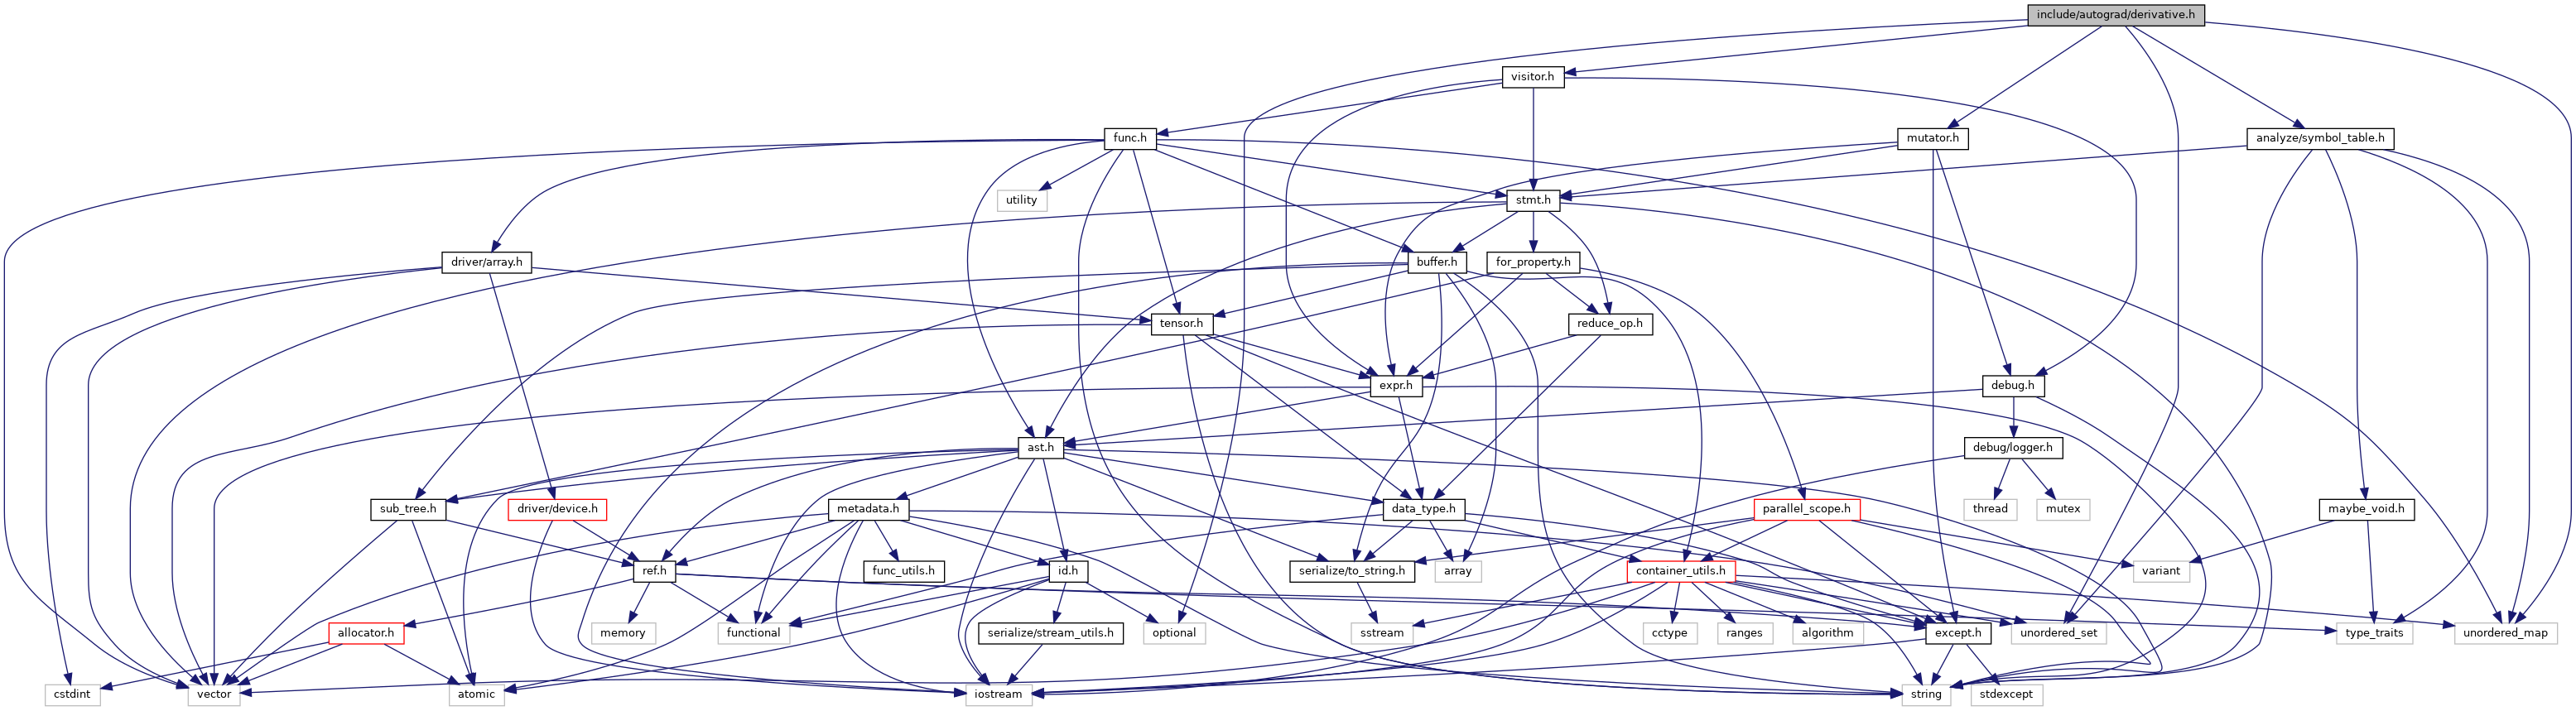 include/autograd/derivative.h
visitor.h
func.h
mutator.h
analyze/symbol_table.h
utility
stmt.h
driver/array.h
buffer.h
for_property.h
tensor.h
reduce_op.h
expr.h
debug.h
ast.h
debug/logger.h
sub_tree.h
driver/device.h
metadata.h
data_type.h
parallel_scope.h
thread
mutex
maybe_void.h
ref.h
func_utils.h
id.h
serialize/to_string.h
array
container_utils.h
variant
allocator.h
memory
functional
serialize/stream_utils.h
optional
sstream
cctype
ranges
algorithm
except.h
unordered_set
type_traits
unordered_map
cstdint
vector
atomic
iostream
string
stdexcept